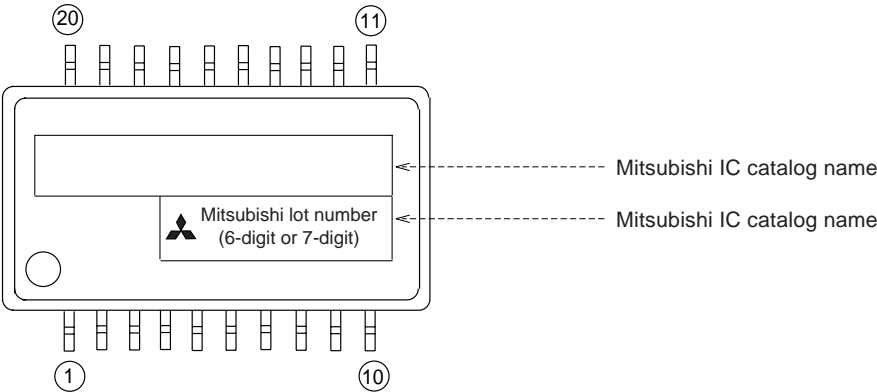 20 11
Mitsubishi IC catalog name
Mitsubishi lot number
(6-digit or 7-digit)
Mitsubishi IC catalog name
1 10